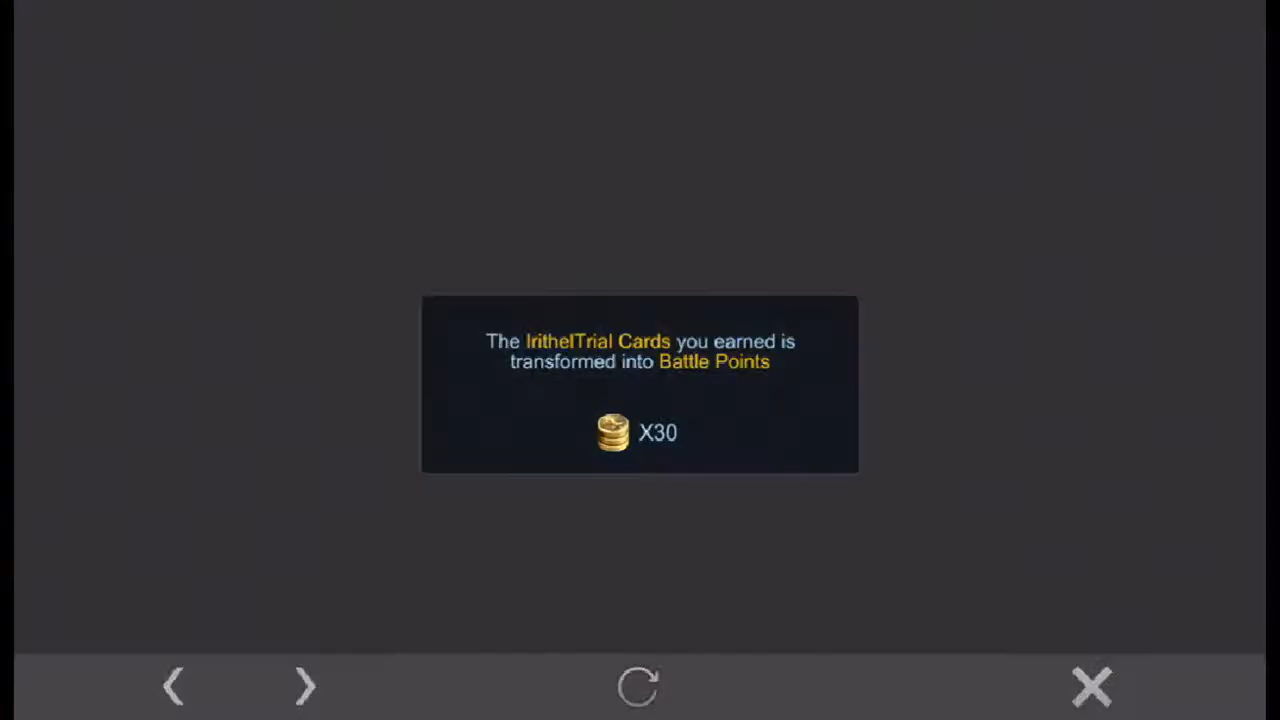 The IrithelTrial Cards you earned is
transformed into Battle Points
X30